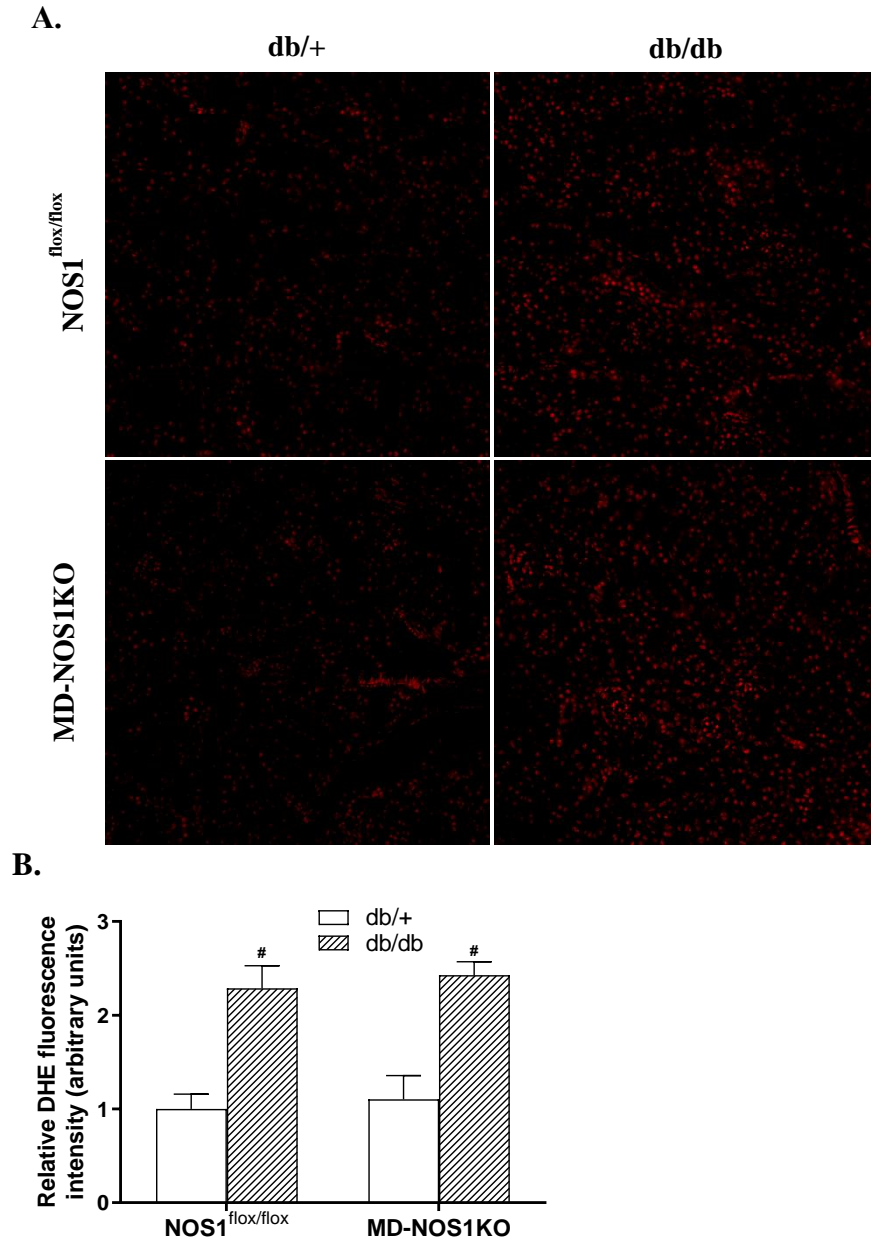 A.
db/+ db/db
NOS1flox/flox
MD-NOS1KO
B.
Relative DHE fluorescence
intensity (arbitrary units)
3
2
1
0
db/+
db/db
#
#
NOS1flox/flox
MD-NOS1KO